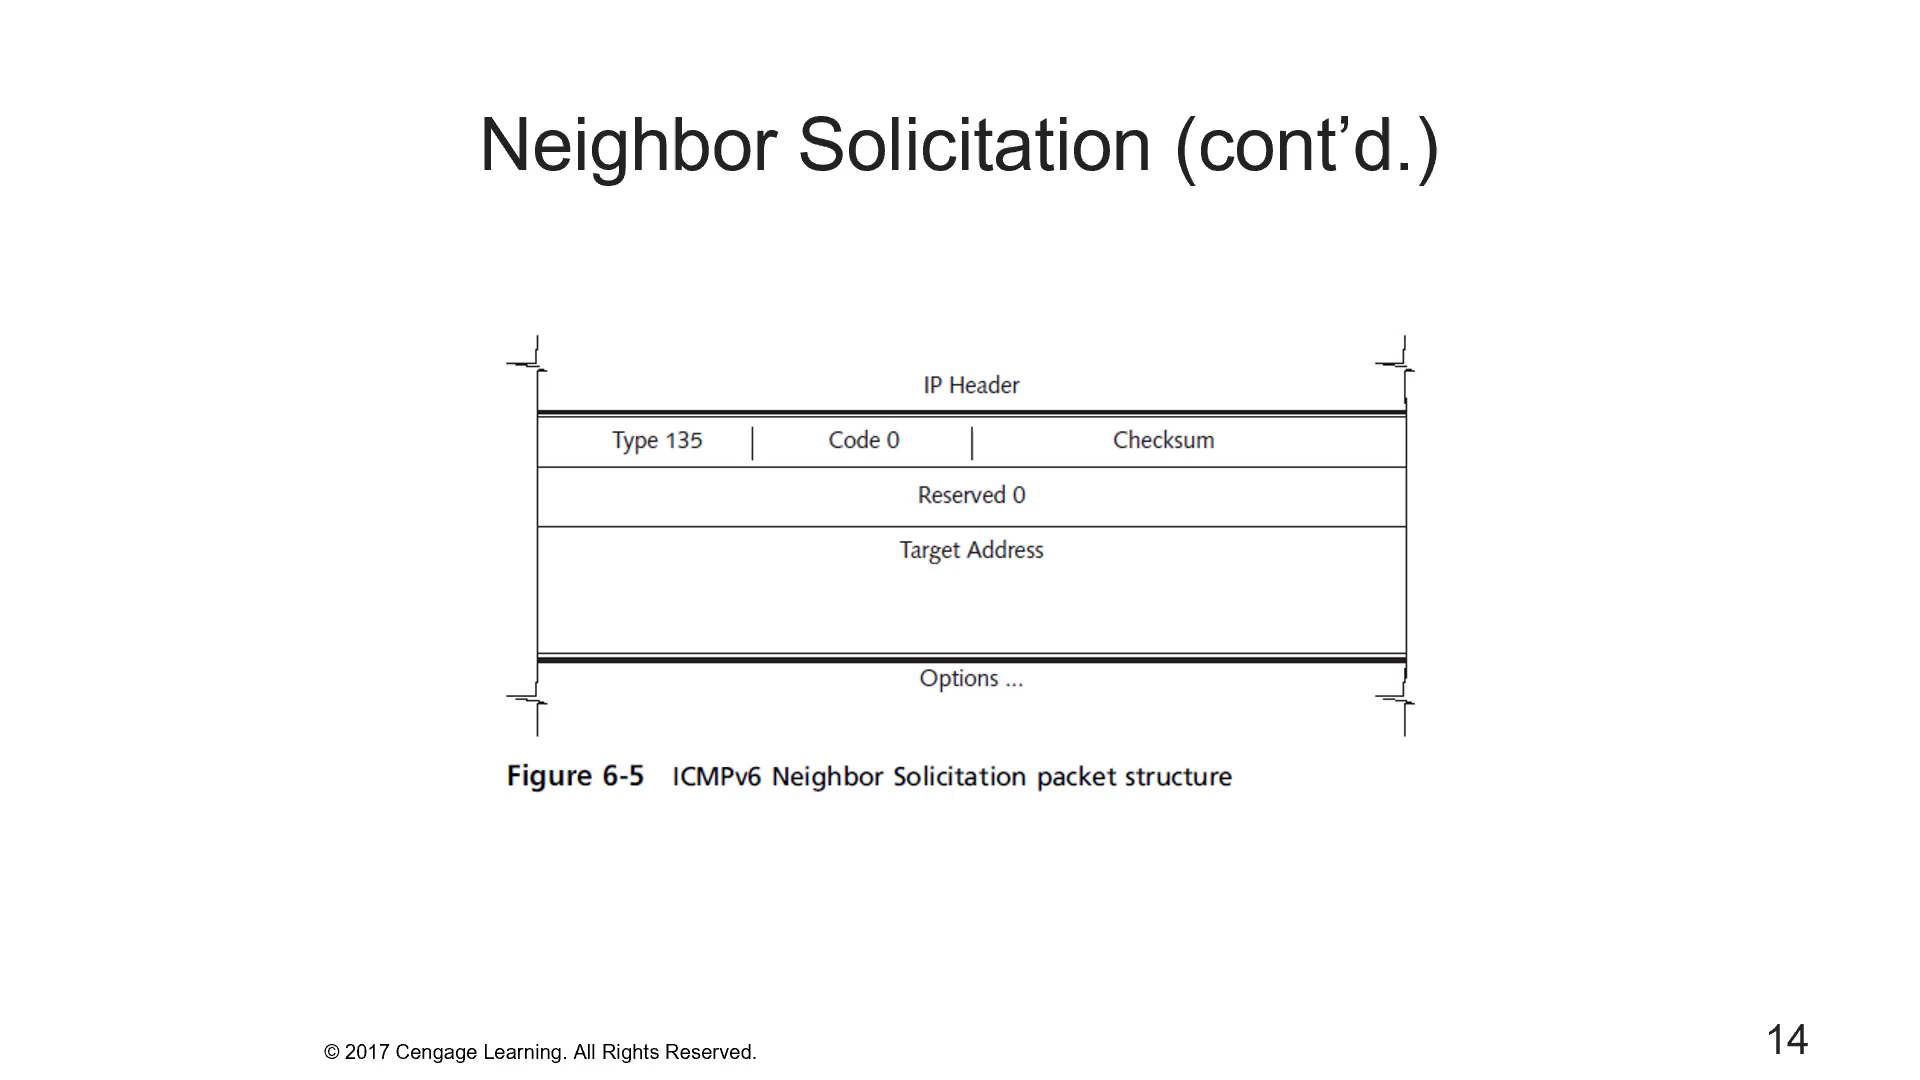 Neighbor Solicitation (cont’d.)
IP Header
Type 135 Code 0 Checksum
Reserved 0
Target Address
Options ...
Figure 6-5 ICMPv6 Neighbor Solicitation packet structure
© 2017 Cengage Learning. All Rights Reserved.
14